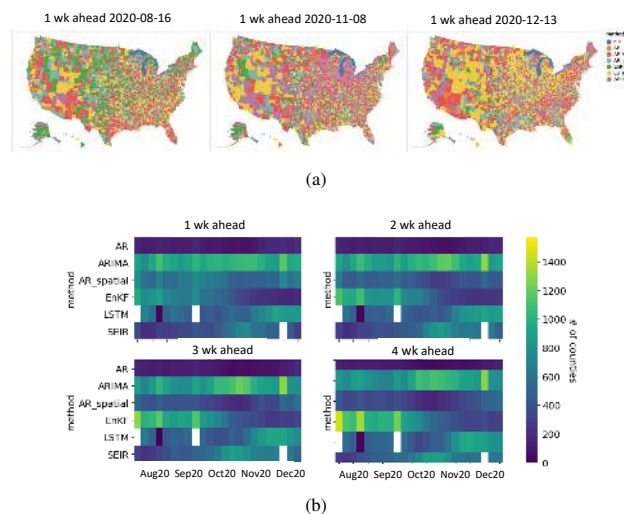 1 wk ahead 2020-08-16
1 wk ahead 2020-11-08
1 wk ahead 2020-12-13
method
(a)
1 wk ahead
2 wk ahead
AR
ARIMA
AR_spatial
EnKF
LSTM
SEIR
method
method
3 wk ahead
4 wk ahead
AR
ARIMA
AR_spatial
EnKF
LSTM
SEIR
method
method
Aug20 Sep20 Oct20 Nov20 Dec20
Aug20 Sep20 Oct20 Nov20 Dec20
1400
1200
1000
800
600
400
200
0
# of counties
(b)